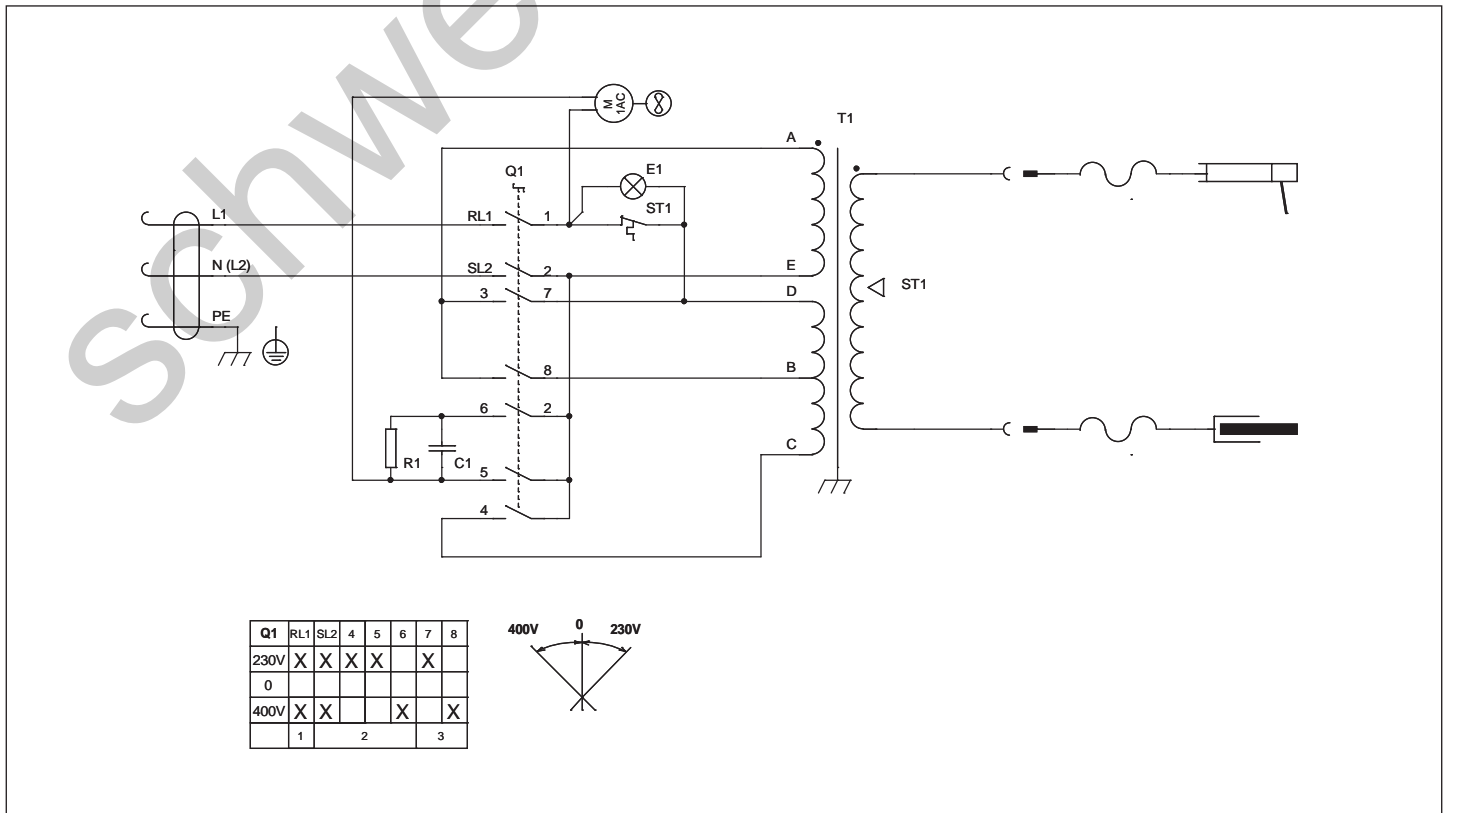 schwe
M
1AC
T1
A
Q1
E1
ST1
L1
RL1
1
N (L2)
SL2
2
E
3
7
D
ST1
PE
8
B
6
2
C
R1
C1
5
4
Q1 RL1 SL2 4 5 6 7 8
230V X X X X X
0
400V X X X X
1 2 3
400V 0 230V